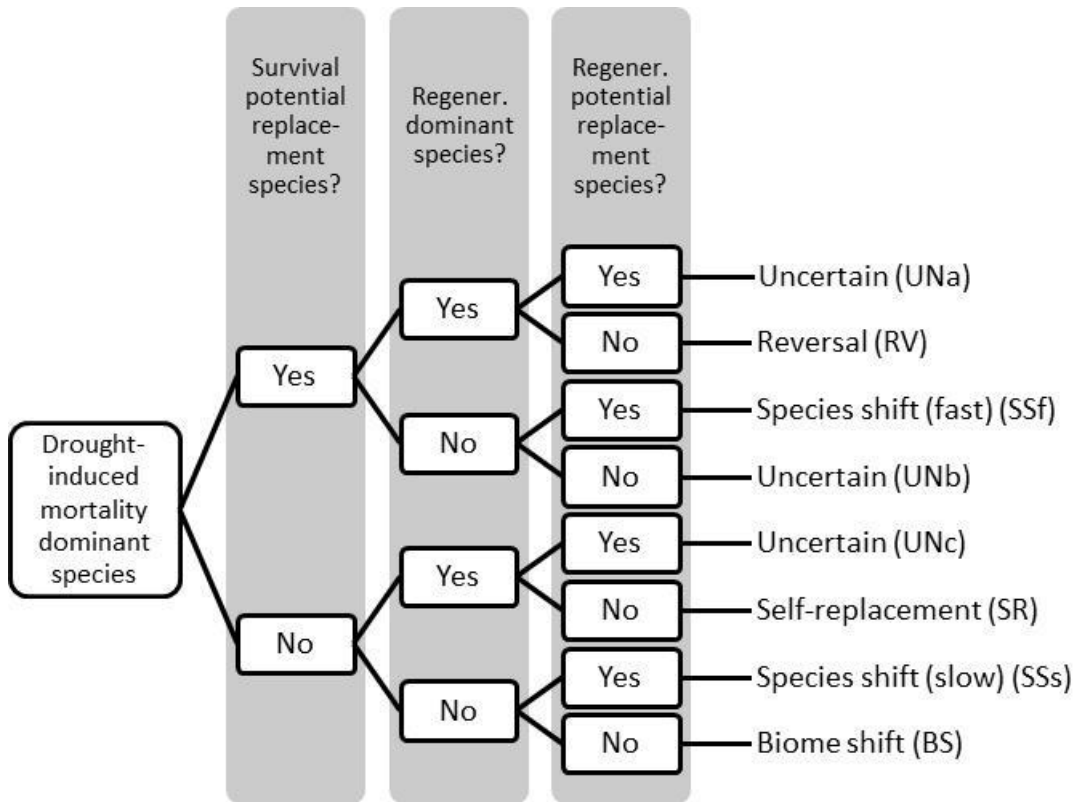 Survival
potential
replace-
ment
species?
Regener.
dominant
species?
Regener.
potential
replace-
ment
species?
Drought-
induced
mortality
dominant
species
Yes
No
Yes
No
Yes
No
Yes
No
Yes
No
Yes
No
Yes
No
Uncertain (UNa)
Reversal (RV)
Species shift (fast) (SSf)
Uncertain (UNb)
Uncertain (UNc)
Self-replacement (SR)
Species shift (slow) (SSs)
Biome shift (BS)